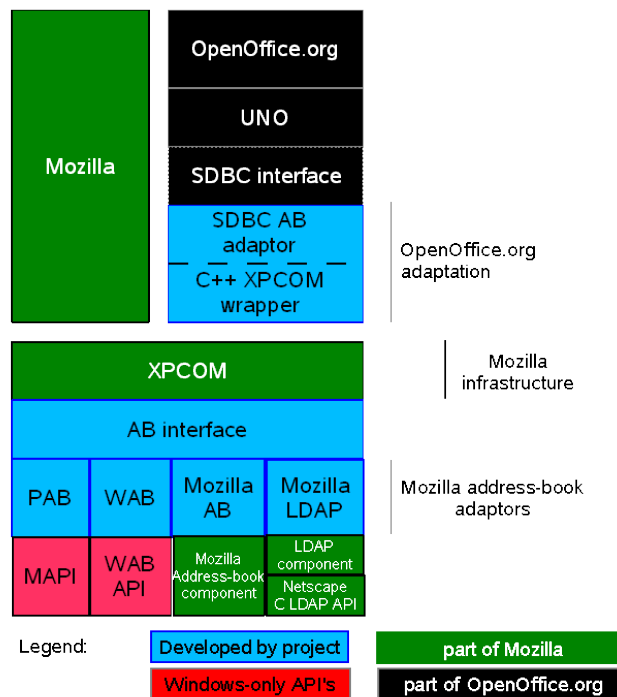 OpenOffice.org
UNO
Mozilla
SDBC interface
SDBC AB
adaptor
C++ XPCOM
wrapper
OpenOffice.org
adaptation
XPCOM
Mozilla
infrastructure
AB interface
PAB
WAB
Mozilla
AB
Mozilla
LDAP
Mozilla address-book
adaptors
MAPI
WAB
API
Mozilla
Address-book
component
LDAP
component
Netscape
C LDAP API
Legend:
Developed by project
part of Mozilla
Windows-only API's
part of OpenOffice.org